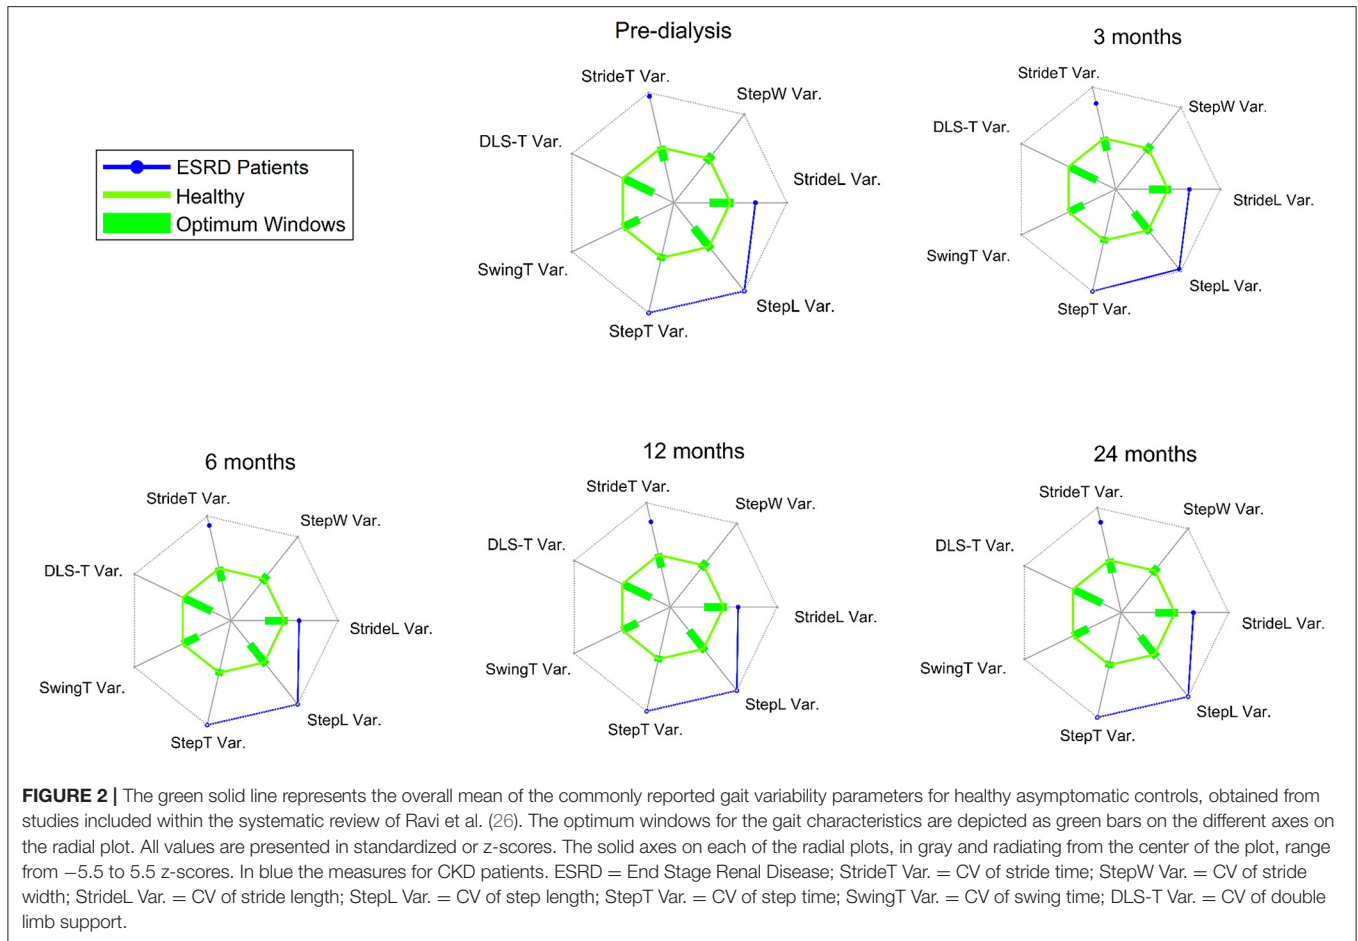 Pre-dialysis
StrideT Var.
StepW Var.
DLS-T Var.
StrideL Var.
SwingT Var.
StepL Var.
StepT Var.
3 months
StrideT Var.
StepW Var.
DLS-T Var.
StrideL Var.
SwingT Var.
StepL Var.
StepT Var.
ESRD Patients
Healthy
Optimum Windows
6 months
StrideT Var.
StepW Var.
DLS-T Var.
StrideL Var.
SwingT Var.
StepL Var.
StepT Var.
12 months
StrideT Var.
StepW Var.
DLS-T Var.
StrideL Var.
SwingT Var.
StepL Var.
StepT Var.
24 months
StrideT Var.
StepW Var.
DLS-T Var.
StrideL Var.
SwingT Var.
StepL Var.
StepT Var.
FIGURE 2 | The green solid line represents the overall mean of the commonly reported gait variability parameters for healthy asymptomatic controls, obtained from
studies included within the systematic review of Ravi et al. (26). The optimum windows for the gait characteristics are depicted as green bars on the different axes on
the radial plot. All values are presented in standardized or z-scores. The solid axes on each of the radial plots, in gray and radiating from the center of the plot, range
from −5.5 to 5.5 z-scores. In blue the measures for CKD patients. ESRD = End Stage Renal Disease; StrideT Var. = CV of stride time; StepW Var. = CV of stride
width; StrideL Var. = CV of stride length; StepL Var. = CV of step length; StepT Var. = CV of step time; SwingT Var. = CV of swing time; DLS-T Var. = CV of double
limb support.